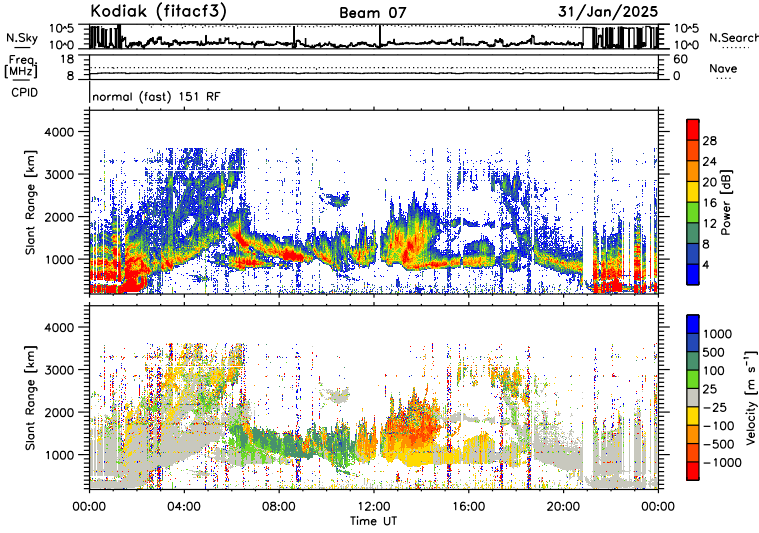 Kodiak (fitacf3) Beam 07 31/Jan/2025
N.Sky 10^5 10^0 10^5 10^0 N.Search
Freq. [MHz] 18 8 60 0 Nave
CPID normal (fast) 151 RF
Slant Range [km] 4000 3000 2000 1000
Power [dB] 28 24 20 16 12 8 4
Slant Range [km] 4000 3000 2000 1000
Velocity [m s^-1] 1000 500 100 25 -25 -100 -500 -1000
00:00 04:00 08:00 12:00 16:00 20:00 00:00
Time UT